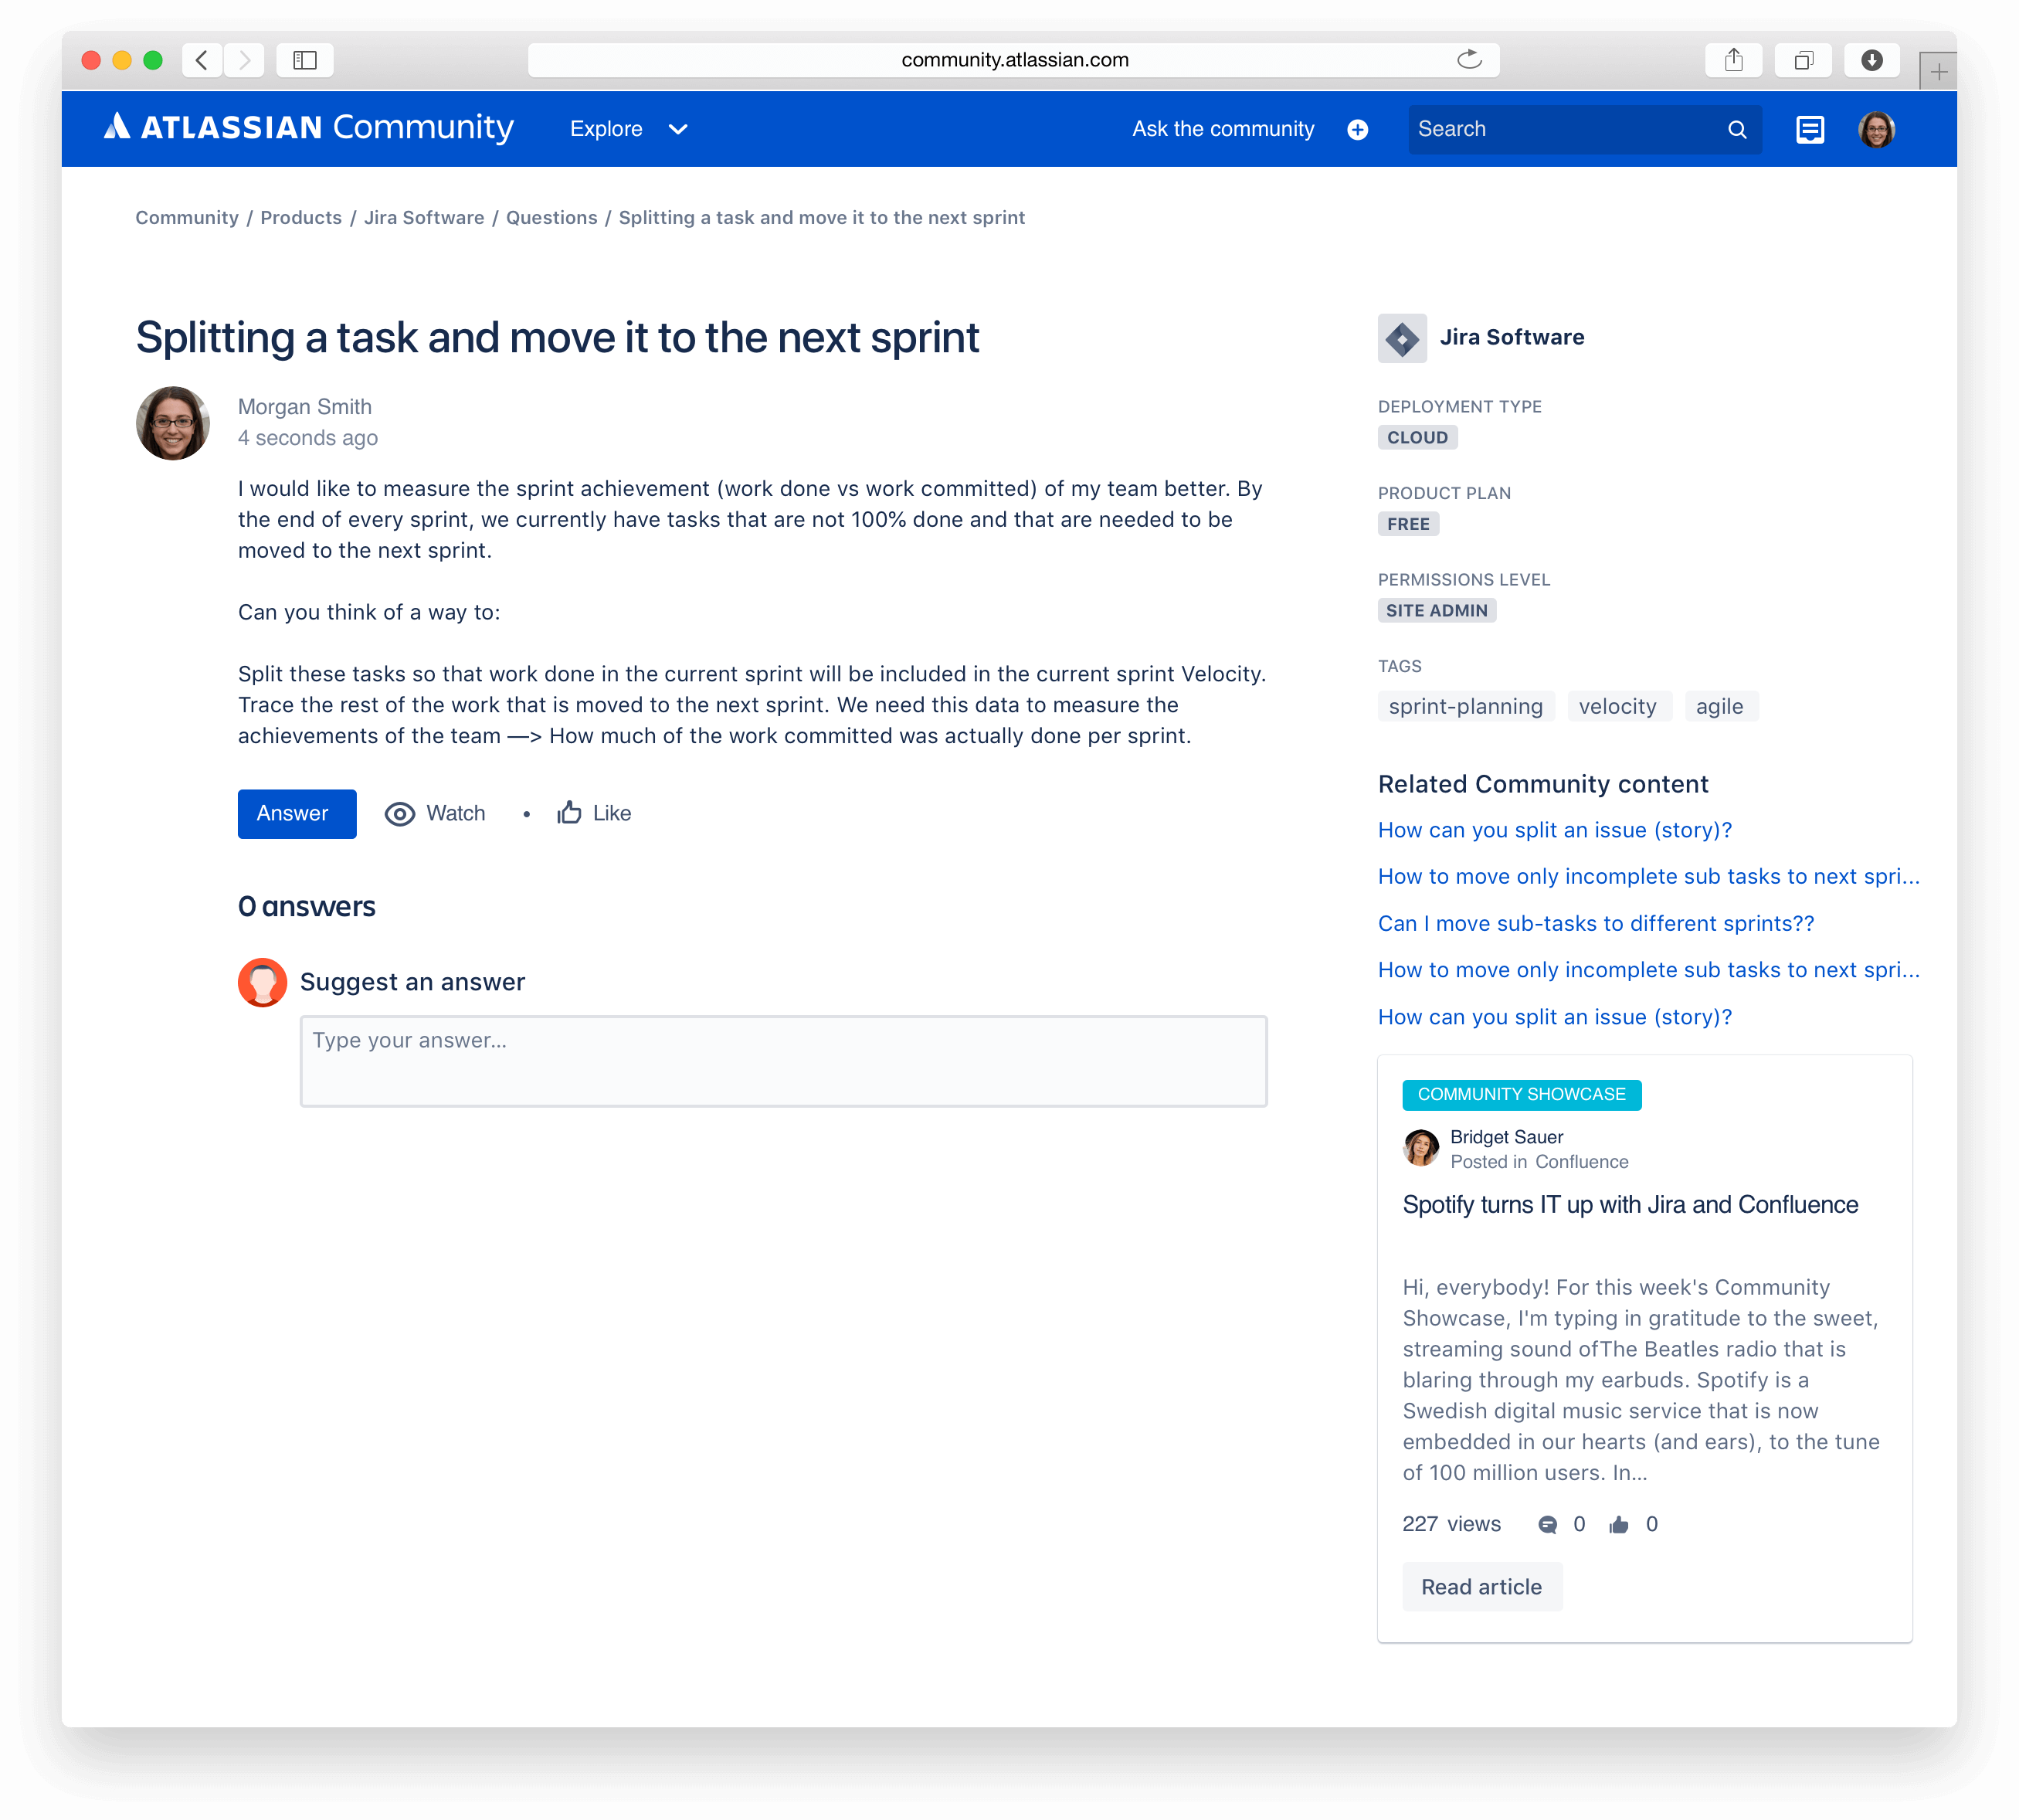 community.atlassian.com
ATLASSIAN Community
Explore
Ask the community
Search
Community / Products / Jira Software / Questions / Splitting a task and move it to the next sprint
Splitting a task and move it to the next sprint
Morgan Smith
4 seconds ago
I would like to measure the sprint achievement (work done vs work committed) of my team better. By
the end of every sprint, we currently have tasks that are not 100% done and that are needed to be
moved to the next sprint.
Can you think of a way to:
Split these tasks so that work done in the current sprint will be included in the current sprint Velocity.
Trace the rest of the work that is moved to the next sprint. We need this data to measure the
achievements of the team —> How much of the work committed was actually done per sprint.
Answer
Watch
•
Like
0 answers
Suggest an answer
Type your answer...
Jira Software
DEPLOYMENT TYPE
CLOUD
PRODUCT PLAN
FREE
PERMISSIONS LEVEL
SITE ADMIN
TAGS
sprint-planning velocity agile
Related Community content
How can you split an issue (story)?
How to move only incomplete sub tasks to next spri...
Can I move sub-tasks to different sprints??
How to move only incomplete sub tasks to next spri...
How can you split an issue (story)?
COMMUNITY SHOWCASE
Bridget Sauer
Posted in Confluence
Spotify turns IT up with Jira and Confluence
Hi, everybody! For this week's Community
Showcase, I'm typing in gratitude to the sweet,
streaming sound ofThe Beatles radio that is
blaring through my earbuds. Spotify is a
Swedish digital music service that is now
embedded in our hearts (and ears), to the tune
of 100 million users. In...
227 views 0 0
Read article